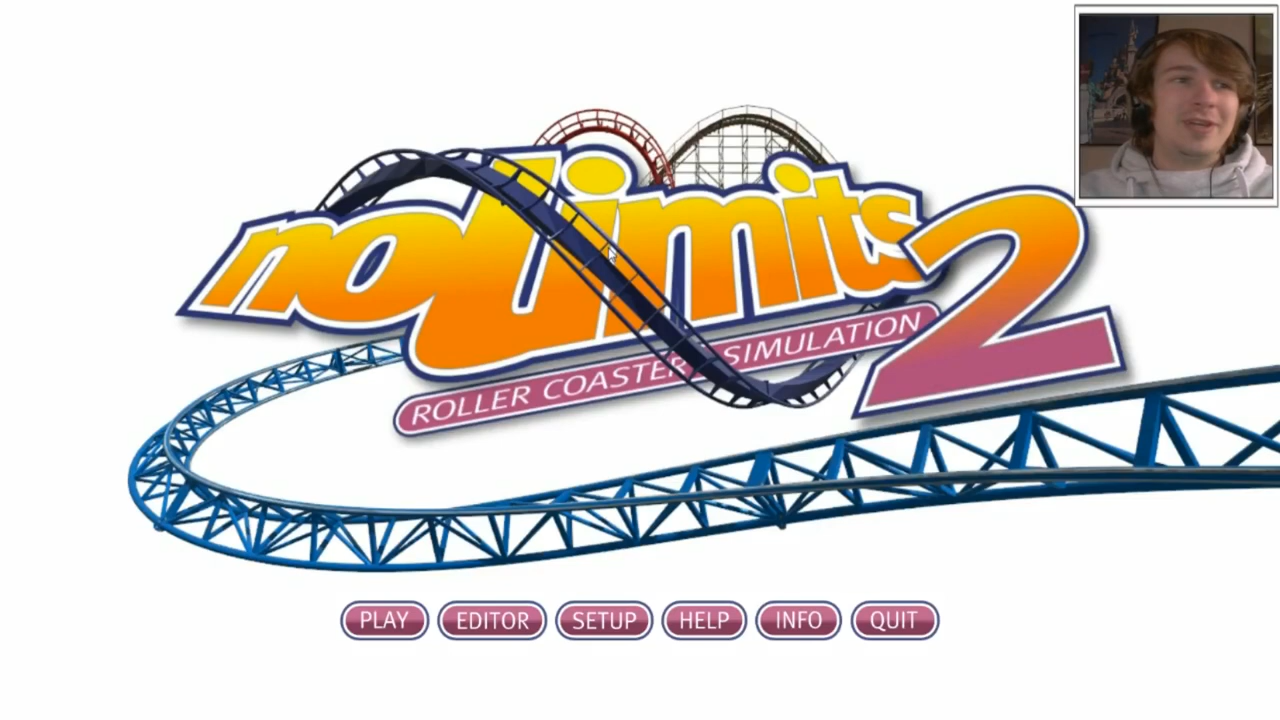 noLimits 2
ROLLER COASTER SIMULATION
PLAY EDITOR SETUP HELP INFO QUIT